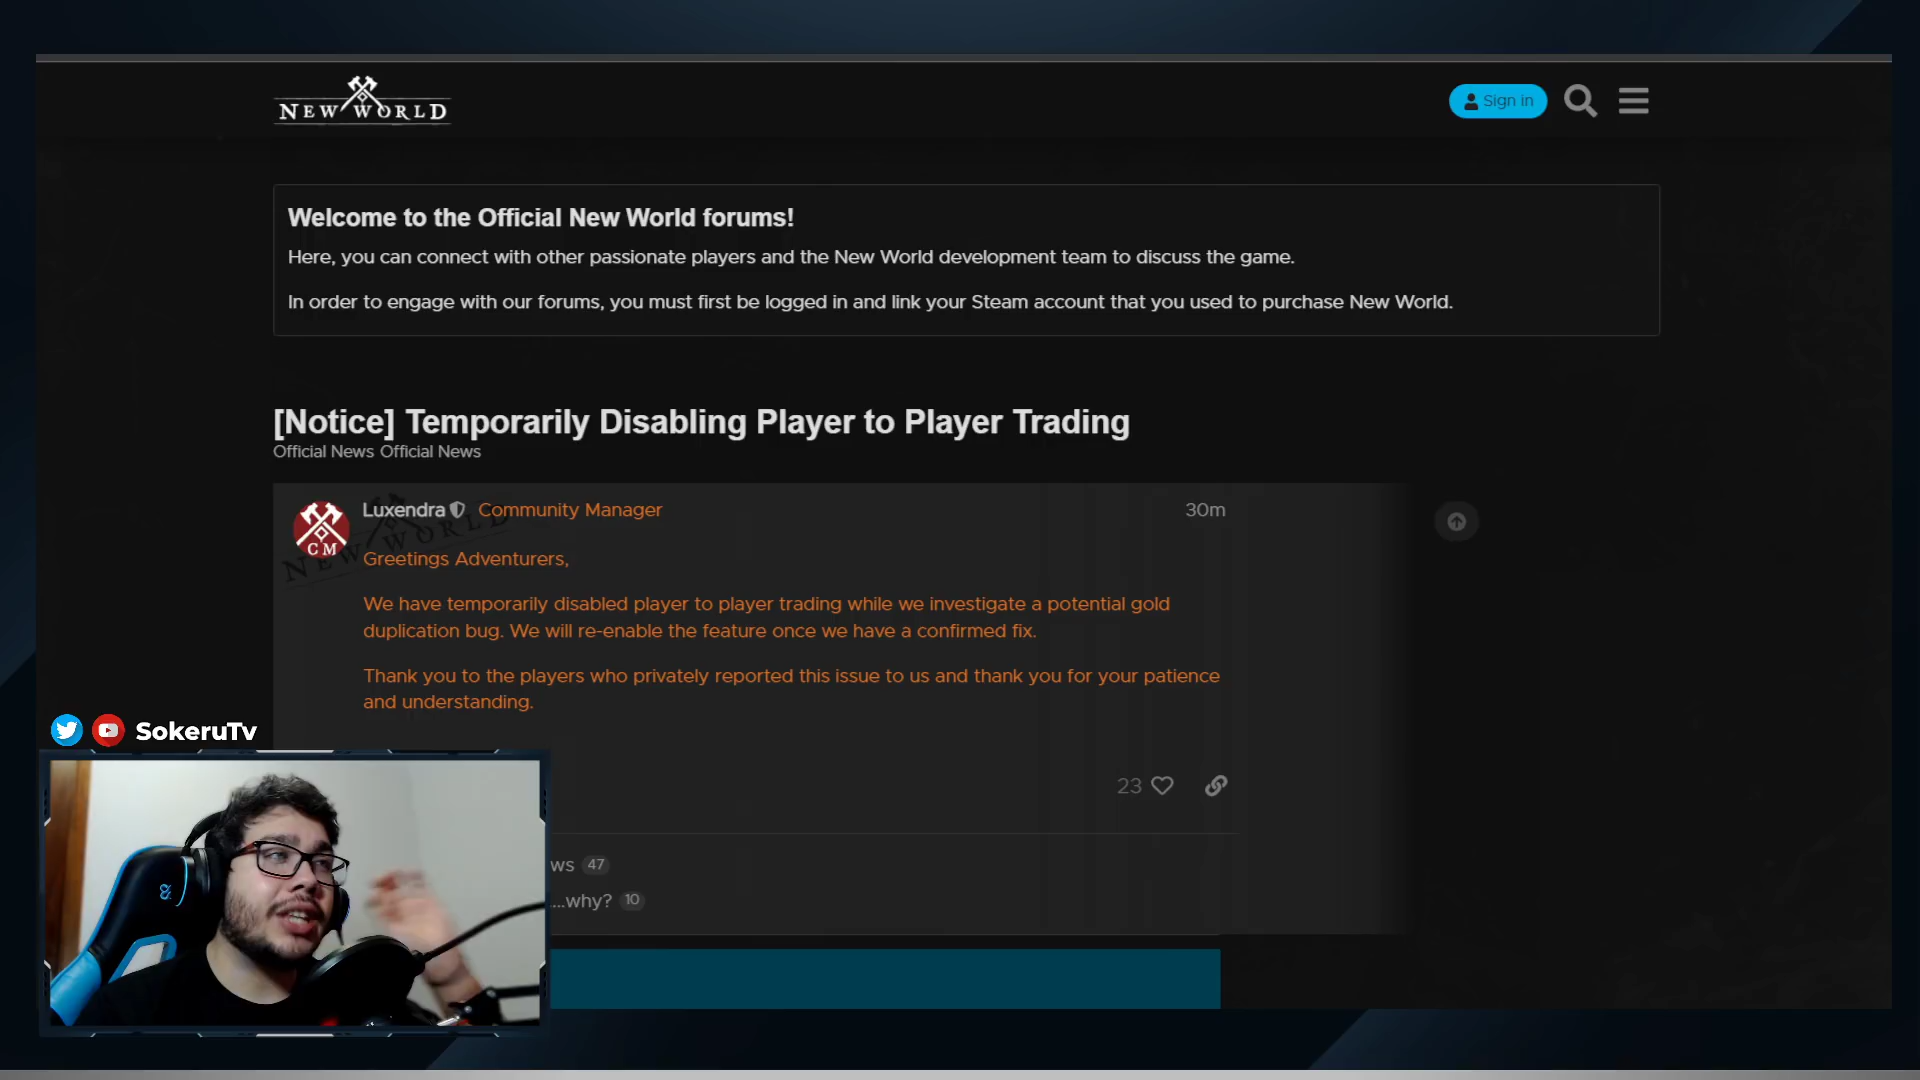 NEW WORLD
Sign in
Welcome to the Official New World forums!
Here, you can connect with other passionate players and the New World development team to discuss the game.
In order to engage with our forums, you must first be logged in and link your Steam account that you used to purchase New World.
[Notice] Temporarily Disabling Player to Player Trading
Official News Official News
Luxendra Community Manager 30m
CM
NEW WORLD
Greetings Adventurers,
We have temporarily disabled player to player trading while we investigate a potential gold
duplication bug. We will re-enable the feature once we have a confirmed fix.
Thank you to the players who privately reported this issue to us and thank you for your patience
and understanding.
SokeruTv
23
ws 47
...why? 10